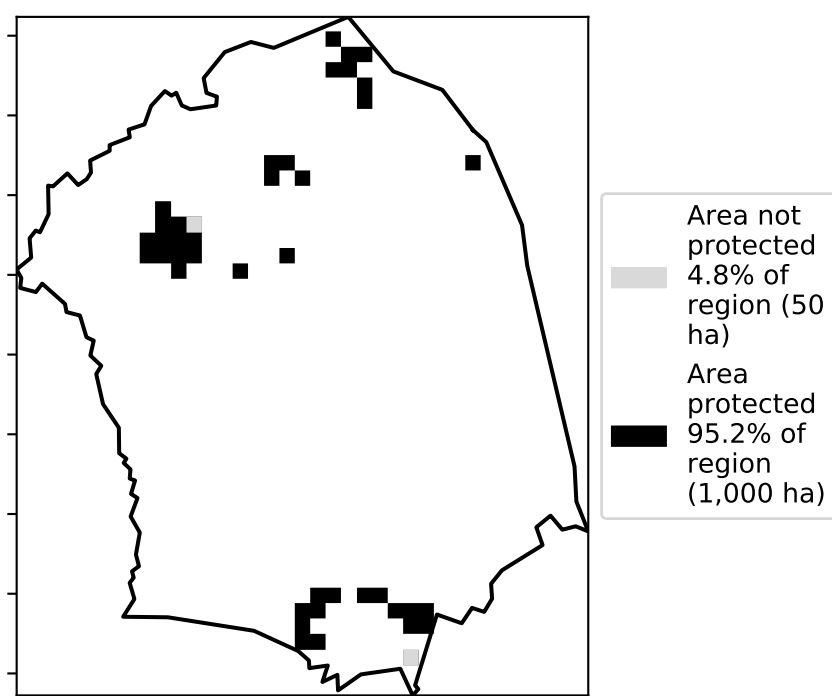 Area not
protected
4.8% of
region (50
ha)
Area
protected
95.2% of
region
(1,000 ha)